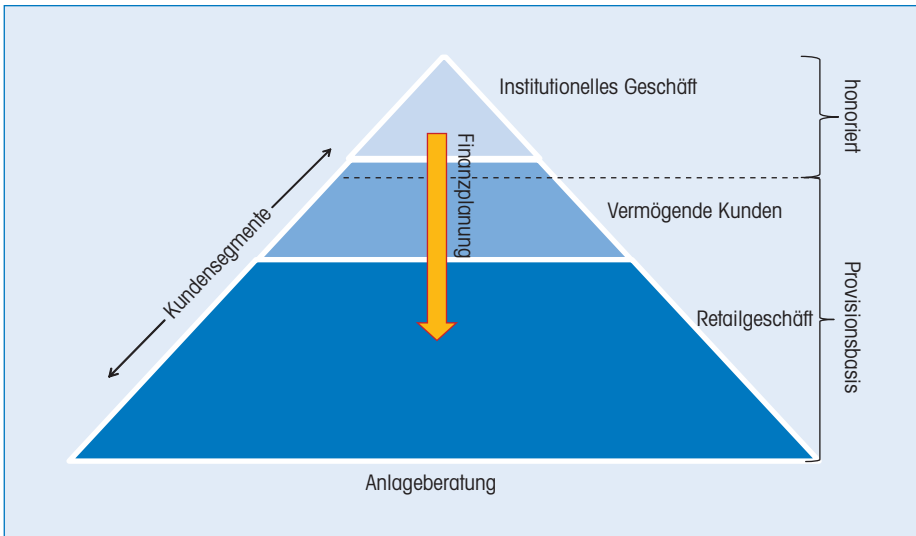 Institutionelles Geschäft
honoriert
Finanzplanung
Kundensegmente
Vermögende Kunden
Retailgeschäft
Provisionsbasis
Anlageberatung